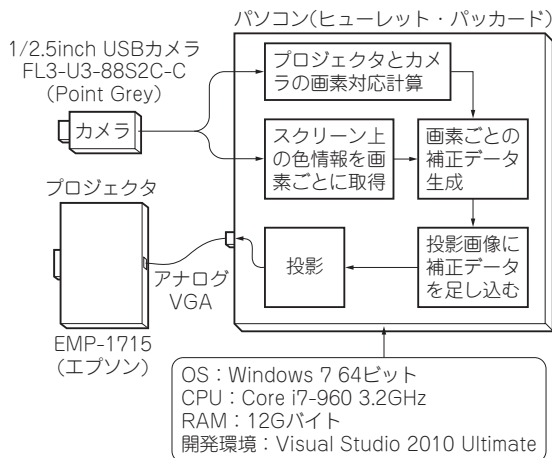 パソコン(ヒューレット・パッカード)
1/2.5inch USBカメラ
FL3-U3-88S2C-C
(Point Grey)
カメラ
プロジェクタとカメ
ラの画素対応計算
スクリーン上
の色情報を画
素ごとに取得
画素ごとの
補正データ
生成
プロジェクタ
投影画像に
補正データ
を足し込む
投影
アナログ
VGA
EMP-1715
(エプソン)
OS：Windows 7 64ビット
CPU：Core i7-960 3.2GHz
RAM：12Gバイト
開発環境：Visual Studio 2010 Ultimate